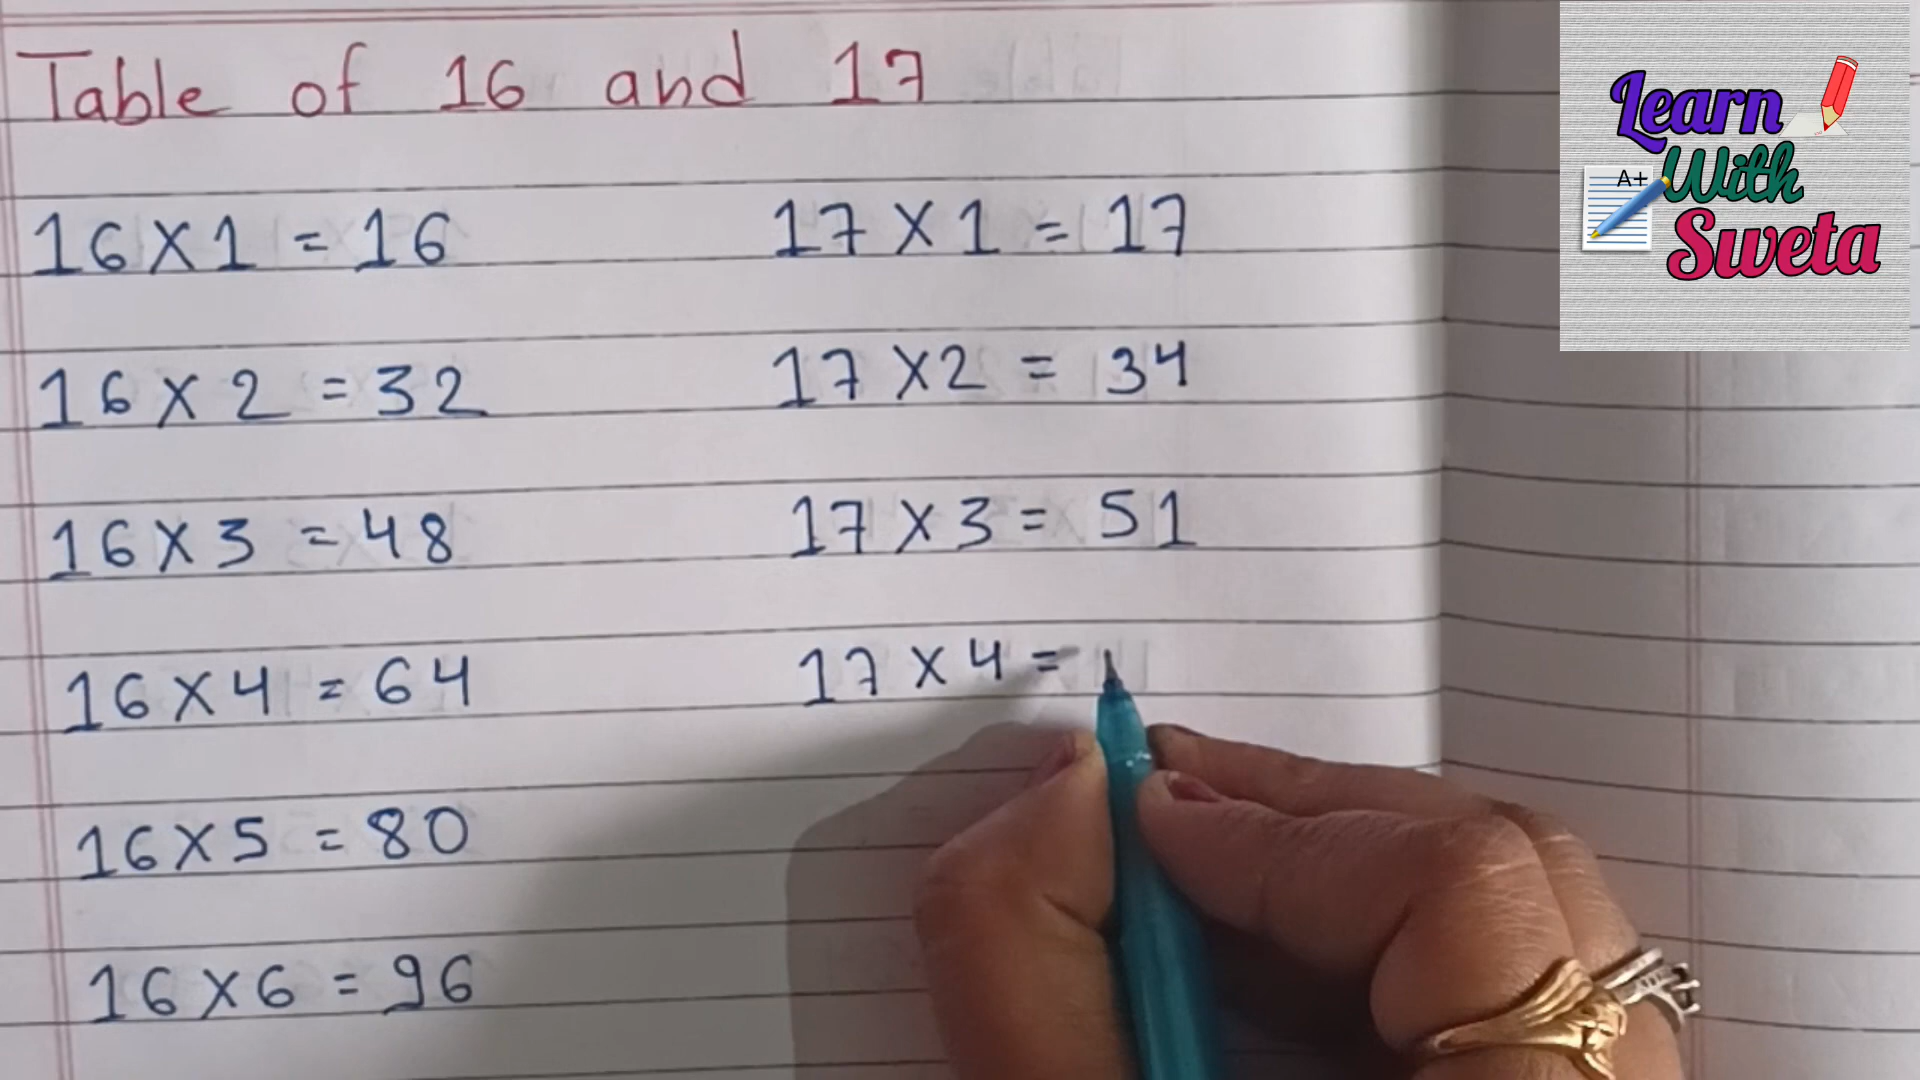 Table of 16 and 17
16 X 1 = 16
16 X 2 = 32
16 X 3 = 48
16 X 4 = 64
16 X 5 = 80
16 X 6 = 96
17 X 1 = 17
17 X 2 = 34
17 X 3 = 51
17 X 4 =
Learn
A+ With
Sweta